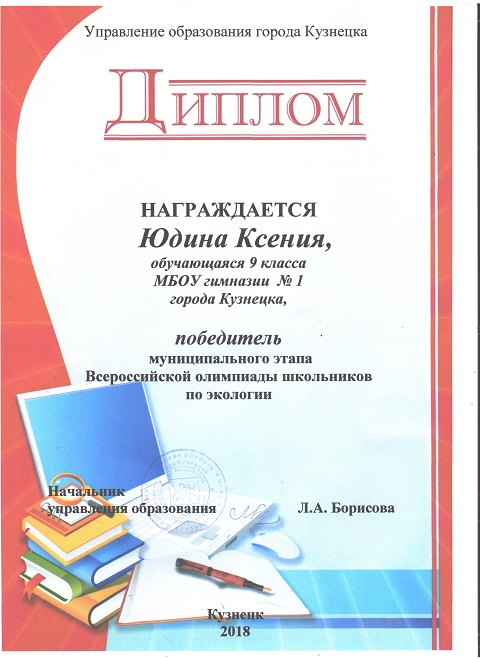 Управление образования города Кузнецка
ДИПЛОМ
НАГРАЖДАЕТСЯ
Юдина Ксения,
обучающаяся 9 класса
МБОУ гимназии № 1
города Кузнецка,
победитель
муниципального этапа
Всероссийской олимпиады школьников
по экологии
Начальник
управления образования Л.А. Борисова
Кузнецк
2018